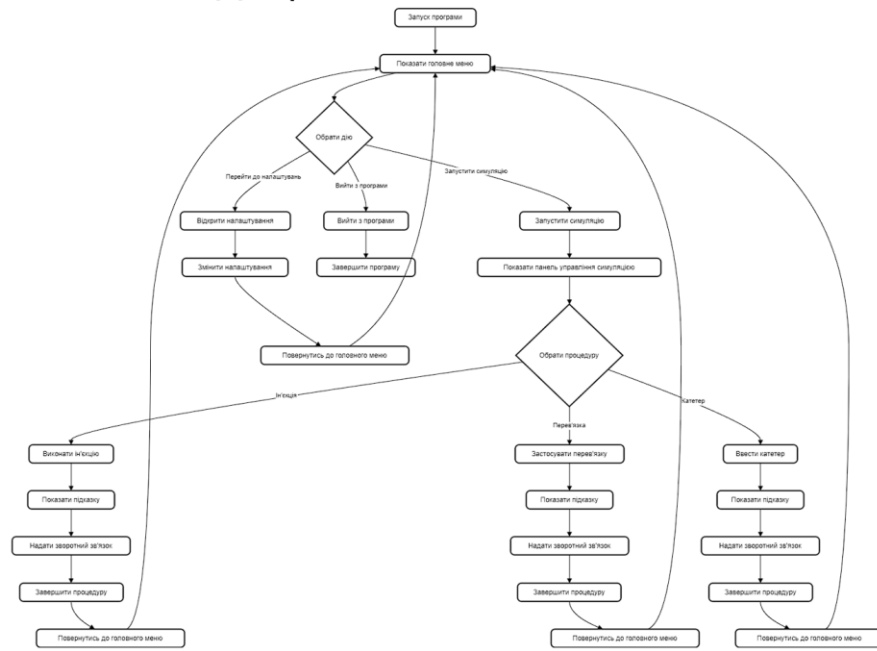 Запуск програми
Показати головне меню
Обрати дію
Запустити симуляцію
Перейти до налаштувань
Вийти з програми
Відкрити налаштування
Вийти з програми
Запустити симуляцію
Змінити налаштування
Завершити програму
Показати панель управління симуляцією
Повернутись до головного меню
Обрати процедуру
Ін'єкція
Перев'язка
Катетер
Виконати ін'єкцію
Застосувати перев'язку
Ввести катетер
Показати підказку
Показати підказку
Показати підказку
Надати зворотний зв'язок
Надати зворотний зв'язок
Надати зворотний зв'язок
Завершити процедуру
Завершити процедуру
Завершити процедуру
Повернутись до головного меню
Повернутись до головного меню
Повернутись до головного меню